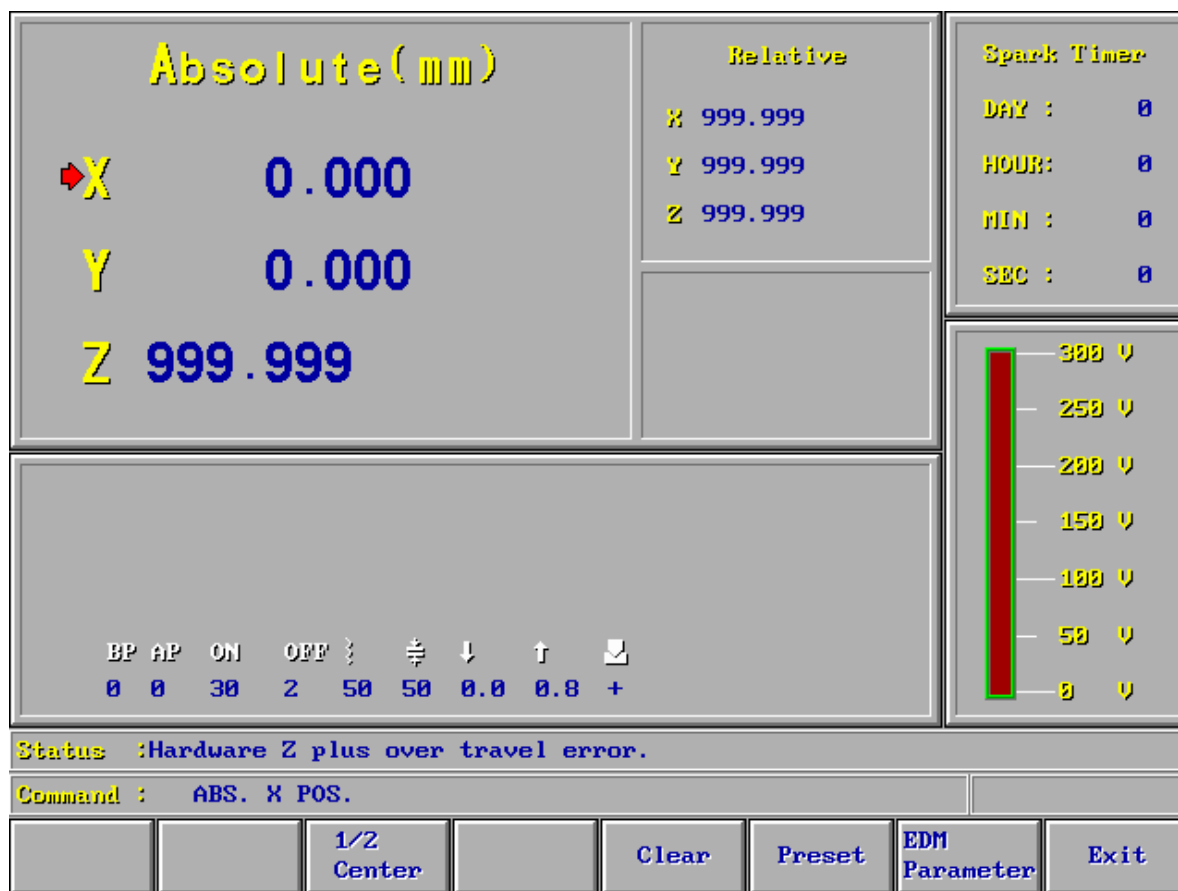 Absolute(mm)
X 0.000
Y 0.000
Z 999.999
Relative
X 999.999
Y 999.999
Z 999.999
Spark Timer
DAY : 0
HOUR: 0
MIN : 0
SEC : 0
300 V
250 V
200 V
150 V
100 V
50 V
0 V
BP AP ON OFF
0 0 30 2 50 50 0.0 0.8 +
Status :Hardware Z plus over travel error.
Command : ABS. X POS.
1/2
Center
Clear
Preset
EDM
Parameter
Exit